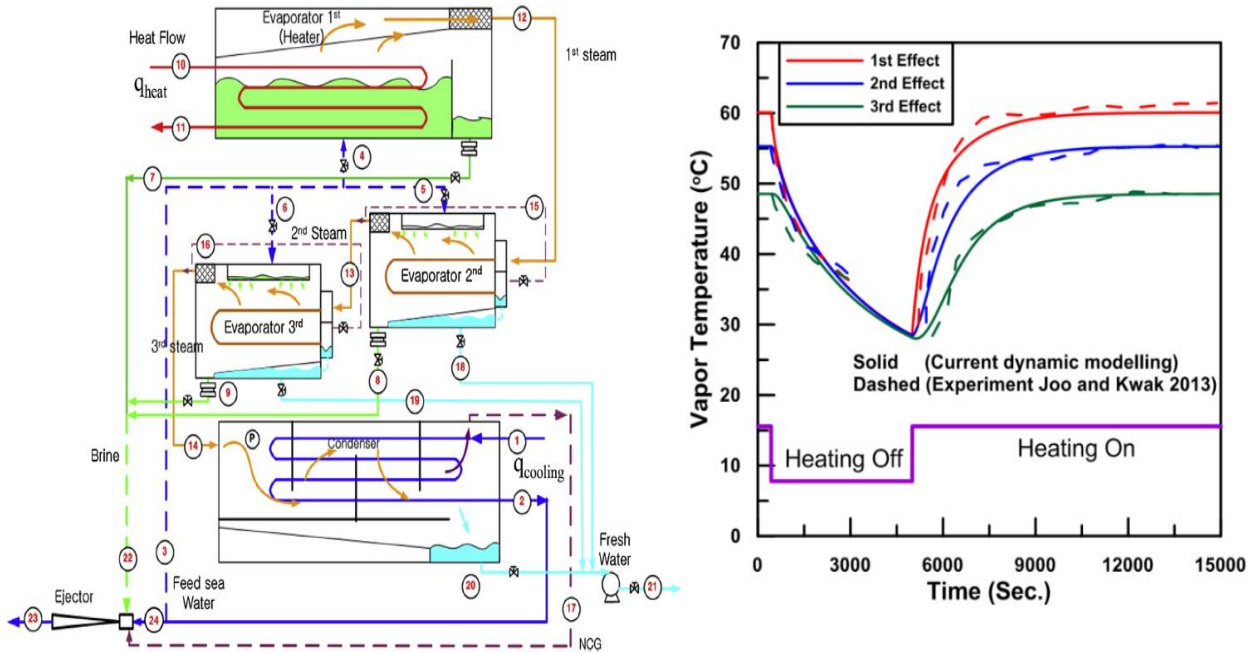 Evaporator 1st
(Heater)
12
Heat Flow
10
qheat
11
1st steam
4
7
5
6
15
16
2nd Steam
13
Evaporator 2nd
Evaporator 3rd
3rd steam
9
8
18
19
14
P
Condenser
1
qcooling
2
Brine
22
3
Feed sea
Water
Fresh
Water
20
21
17
Ejector
23
24
NCG
70
60
50
40
30
20
10
0
Vapor Temperature (°C)
1st Effect
2nd Effect
3rd Effect
Solid (Current dynamic modelling)
Dashed (Experiment Joo and Kwak 2013)
Heating Off
Heating On
0 3000 6000 9000 12000 15000
Time (Sec.)